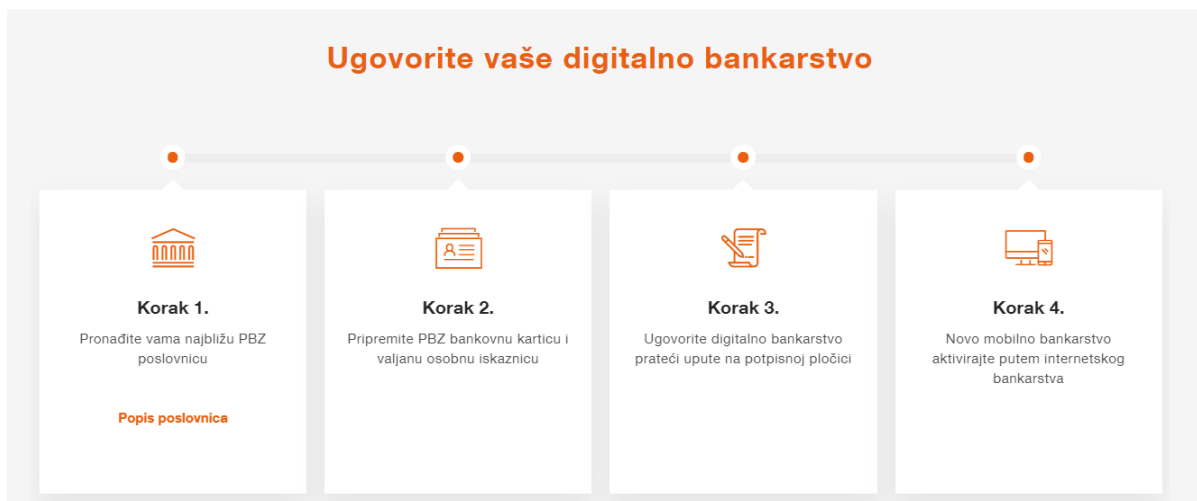 Ugovorite vaše digitalno bankarstvo
Korak 1.
Pronađite vama najbližu PBZ
poslovnicu
Popis poslovnica
Korak 2.
Pripremite PBZ bankovnu karticu i
valjanu osobnu iskaznicu
Korak 3.
Ugovorite digitalno bankarstvo
prateći upute na potpisnoj pločici
Korak 4.
Novo mobilno bankarstvo
aktivirajte putem internetskog
bankarstva